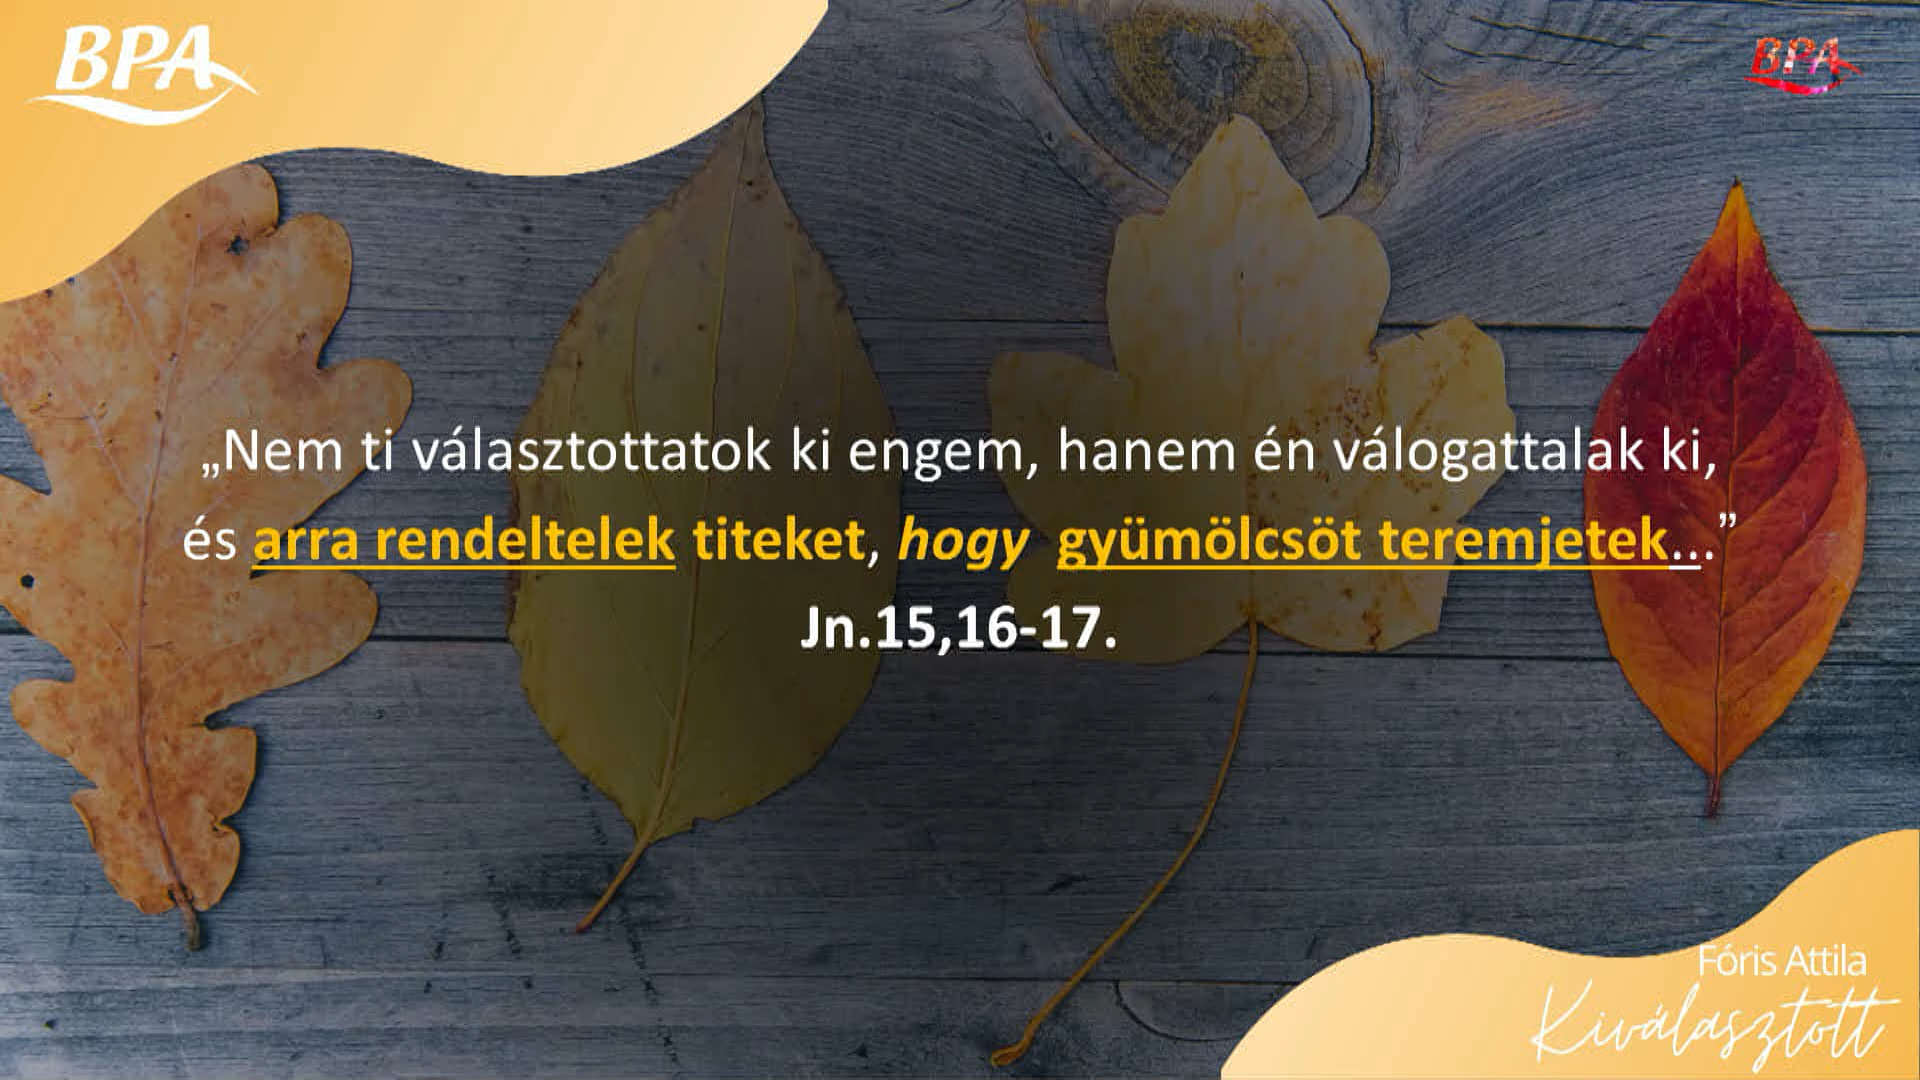 BPA
BPA
„Nem ti választottatok ki engem, hanem én válogattalak ki,
és arra rendeltelek titeket, hogy gyümölcsöt teremjetek...”
Jn.15,16-17.
Fóris Attila
Kiválasztott